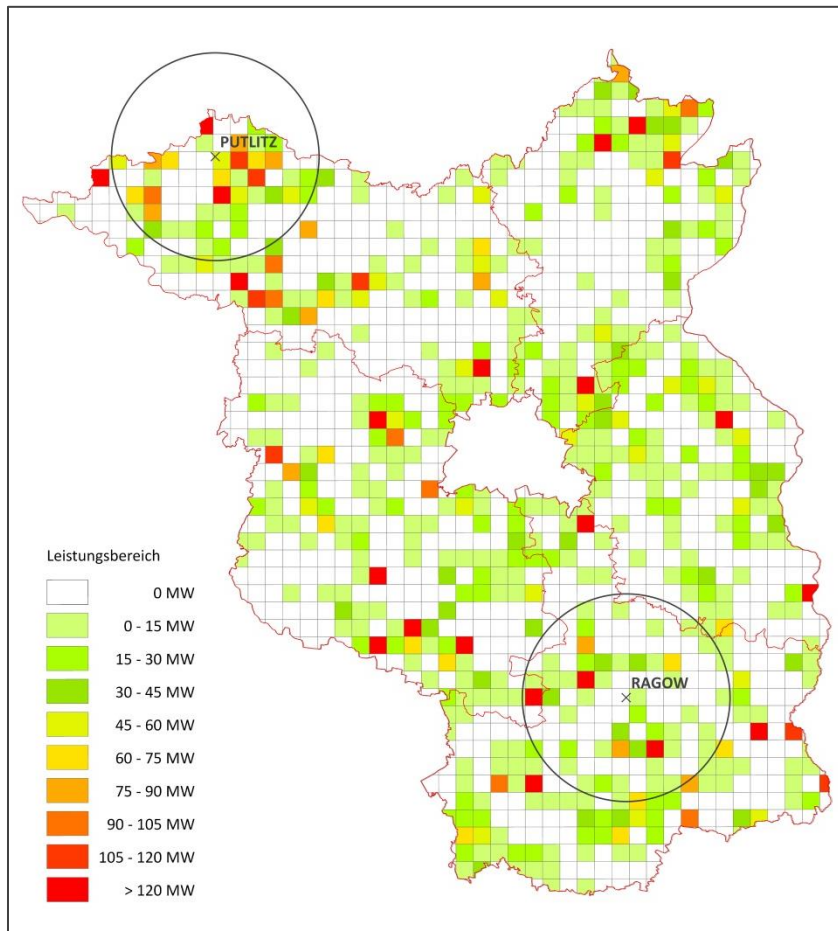 PUTLITZ
RAGOW
Leistungsbereich
0 MW
0 - 15 MW
15 - 30 MW
30 - 45 MW
45 - 60 MW
60 - 75 MW
75 - 90 MW
90 - 105 MW
105 - 120 MW
> 120 MW